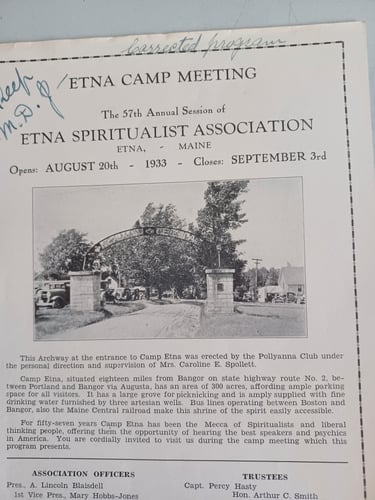 Corrected program
Keep
M.D.
ETNA CAMP MEETING
The 57th Annual Session of
ETNA SPIRITUALIST ASSOCIATION
ETNA, - MAINE
Opens: AUGUST 20th - 1933 - Closes: SEPTEMBER 3rd
This Archway at the entrance to Camp Etna was erected by the Pollyanna Club under
the personal direction and supervision of Mrs. Caroline E. Spollett.
Camp Etna, situated eighteen miles from Bangor on state highway route No. 2, be-
tween Portland and Bangor via Augusta, has an area of 300 acres, affording ample parking
space for all visitors. It has a large grove for picknicking and is amply supplied with fine
drinking water furnished by three artesian wells. Bus lines operating between Boston and
Bangor, also the Maine Central railroad make this shrine of the spirit easily accessible.
For fifty-seven years Camp Etna has been the Mecca of Spiritualists and liberal
thinking people, offering them the opportunity of hearing the best speakers and psychics
in America. You are cordially invited to visit us during the camp meeting which this
program presents.
ASSOCIATION OFFICERS
Pres., A. Lincoln Blaisdell
1st Vice Pres., Mary Hobbs-Jones
TRUSTEES
Capt. Percy Hasty
Hon. Arthur C. Smith